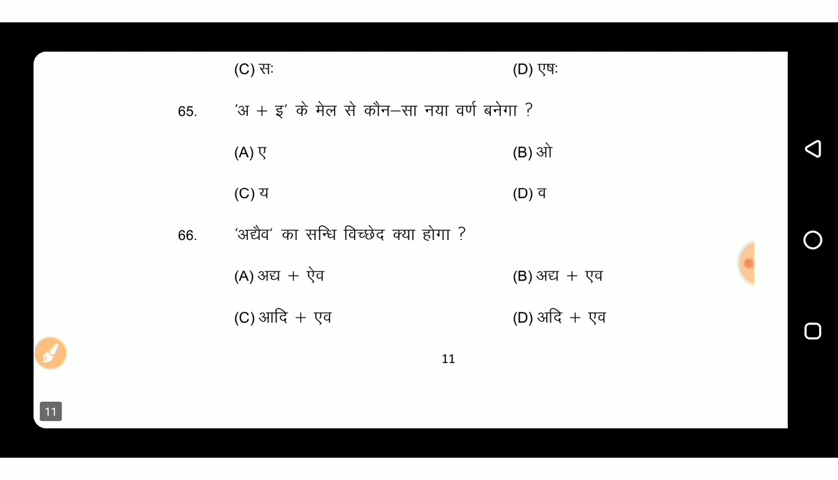 (C) सः (D) एषः
65. 'अ + इ' के मेल से कौन–सा नया वर्ण बनेगा ?
(A) ए (B) ओ
(C) य (D) व
66. 'अद्यैव' का सन्धि विच्छेद क्या होगा ?
(A) अद्य + ऐव (B) अद्य + एव
(C) आदि + एव (D) अदि + एव
11
11